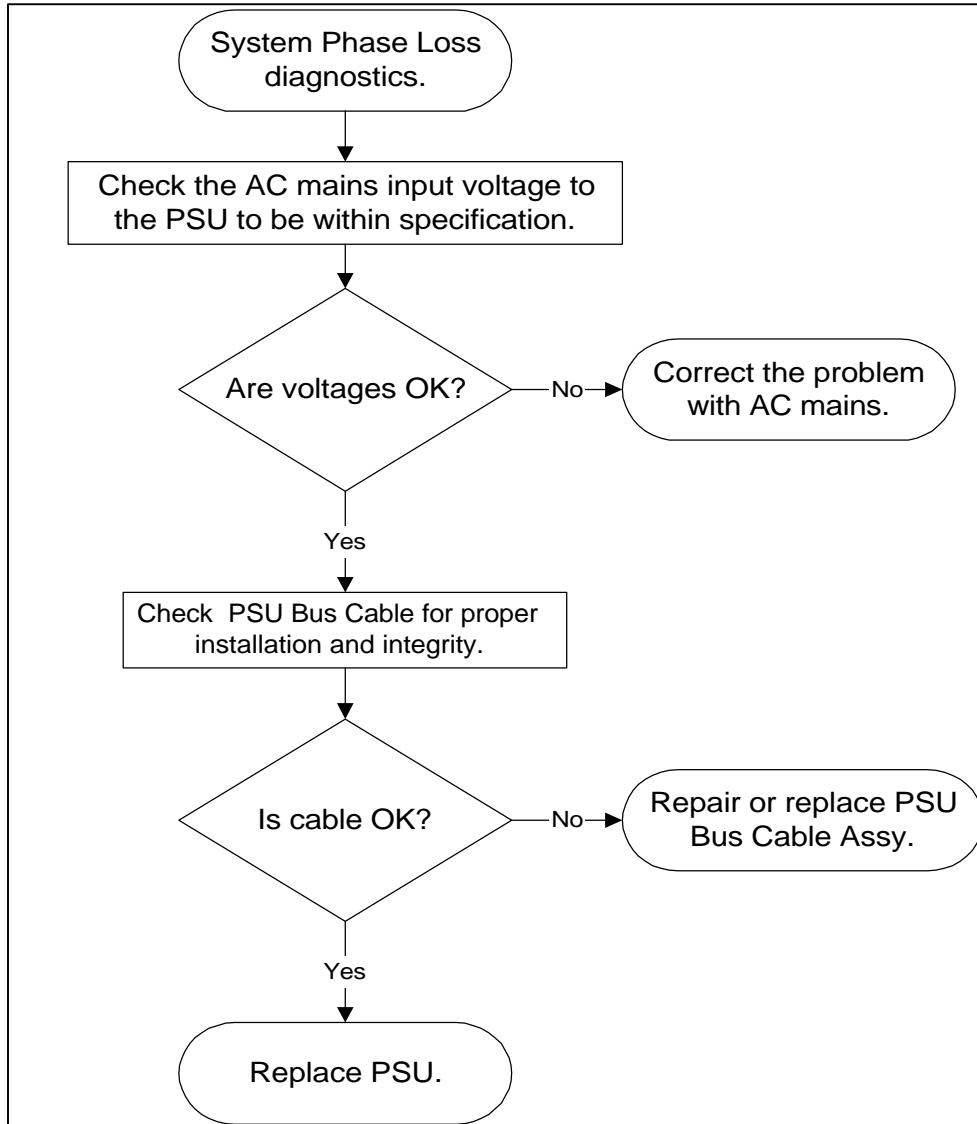 System Phase Loss
diagnostics.
Check the AC mains input voltage to
the PSU to be within specification.
Are voltages OK?
No
Correct the problem
with AC mains.
Yes
Check PSU Bus Cable for proper
installation and integrity.
Is cable OK?
No
Repair or replace PSU
Bus Cable Assy.
Yes
Replace PSU.